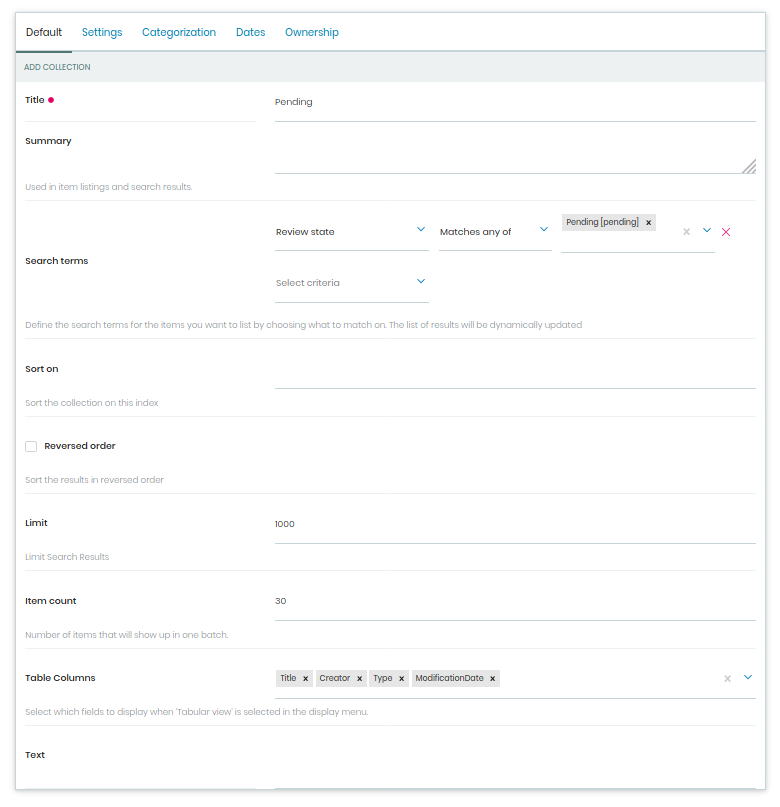 Default Settings Categorization Dates Ownership
ADD COLLECTION
Title
Pending
Summary
Used in item listings and search results.
Review state Matches any of Pending [pending] ×
Search terms
Select criteria
Define the search terms for the items you want to list by choosing what to match on. The list of results will be dynamically updated
Sort on
Sort the collection on this index
Reversed order
Sort the results in reversed order
Limit
1000
Limit Search Results
Item count
30
Number of items that will show up in one batch.
Table Columns
Title × Creator × Type × ModificationDate ×
Select which fields to display when 'Tabular view' is selected in the display menu.
Text